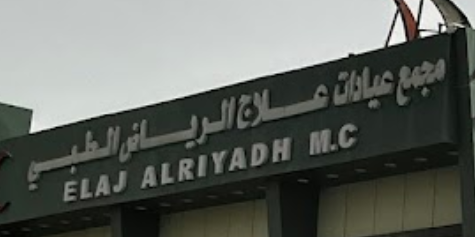 مجمع عيادات علاج الرياض الطبي
ELAJ ALRIYADH M.C